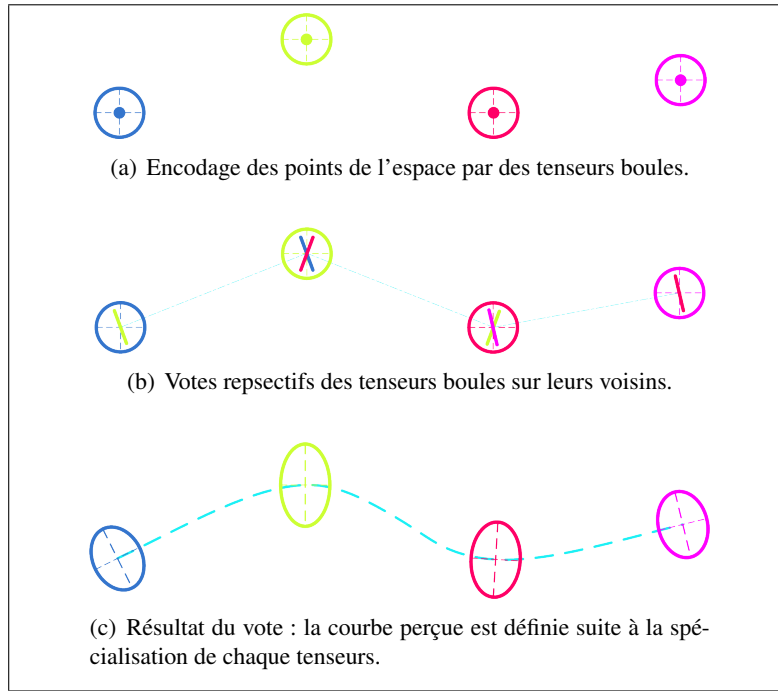 (a) Encodage des points de l'espace par des tenseurs boules.
(b) Votes repsectifs des tenseurs boules sur leurs voisins.
(c) Résultat du vote : la courbe perçue est définie suite à la spé-
cialisation de chaque tenseurs.